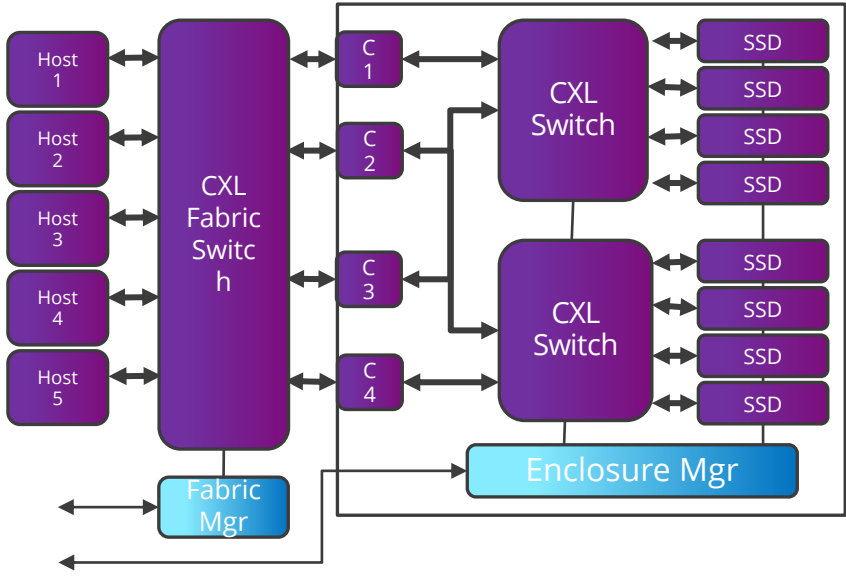 Host
1
Host
2
Host
3
Host
4
Host
5
CXL
Fabric
Switc
h
Fabric
Mgr
C
1
C
2
C
3
C
4
CXL
Switch
CXL
Switch
SSD
SSD
SSD
SSD
SSD
SSD
SSD
SSD
Enclosure Mgr